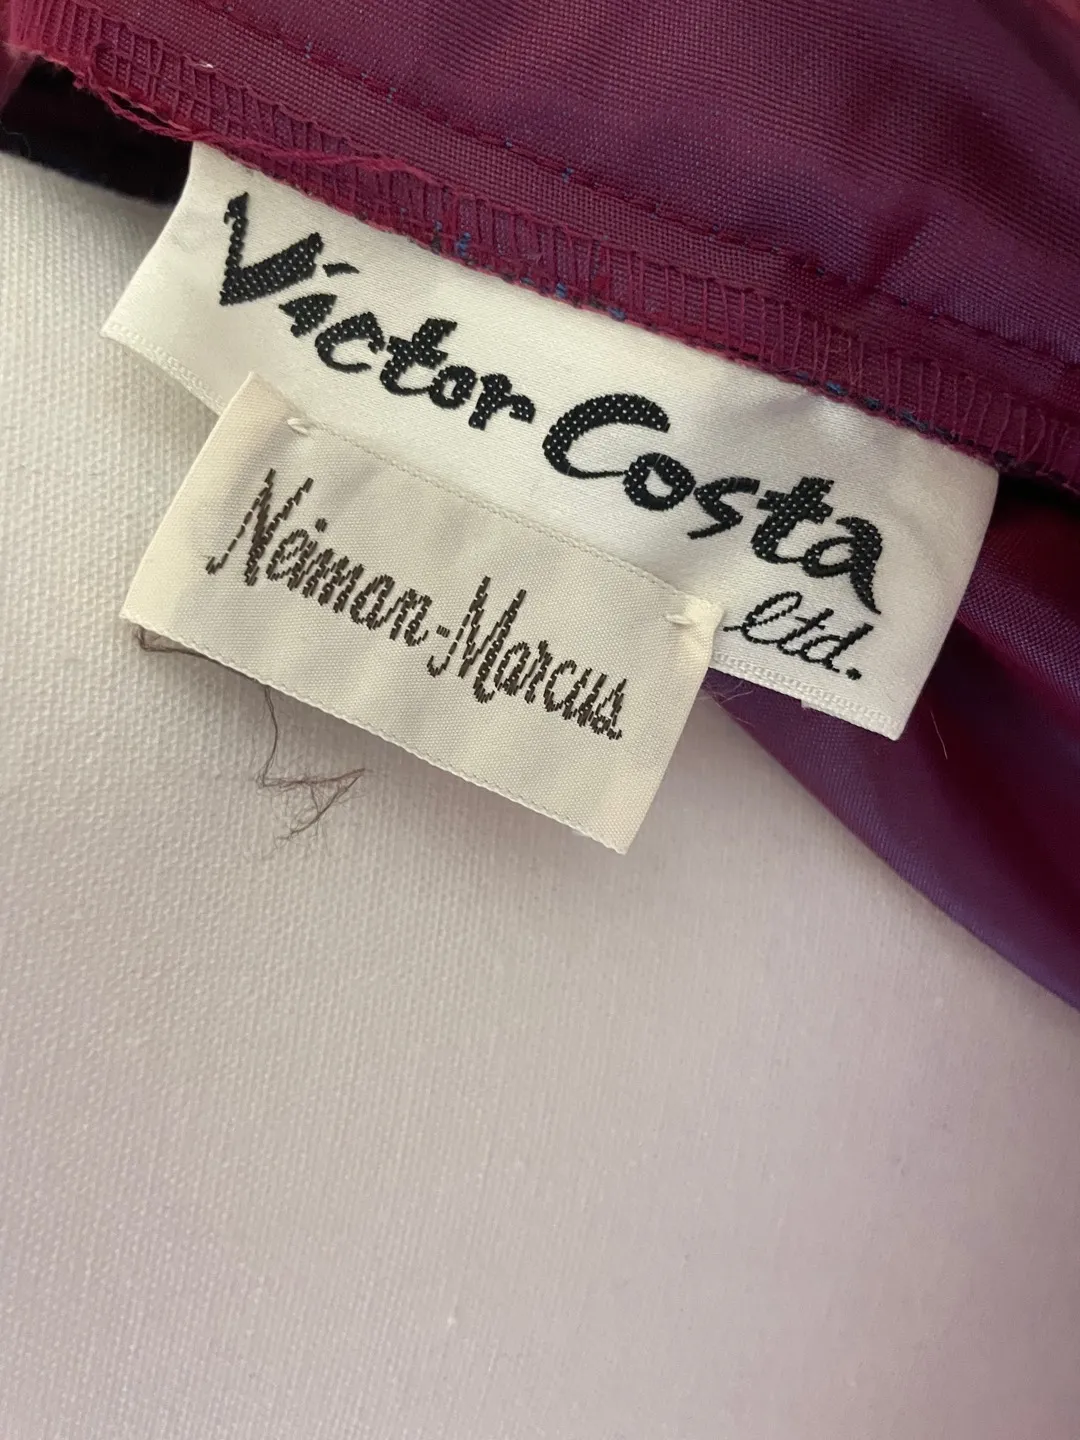 Victor Costa
ltd.
Neiman-Marcus